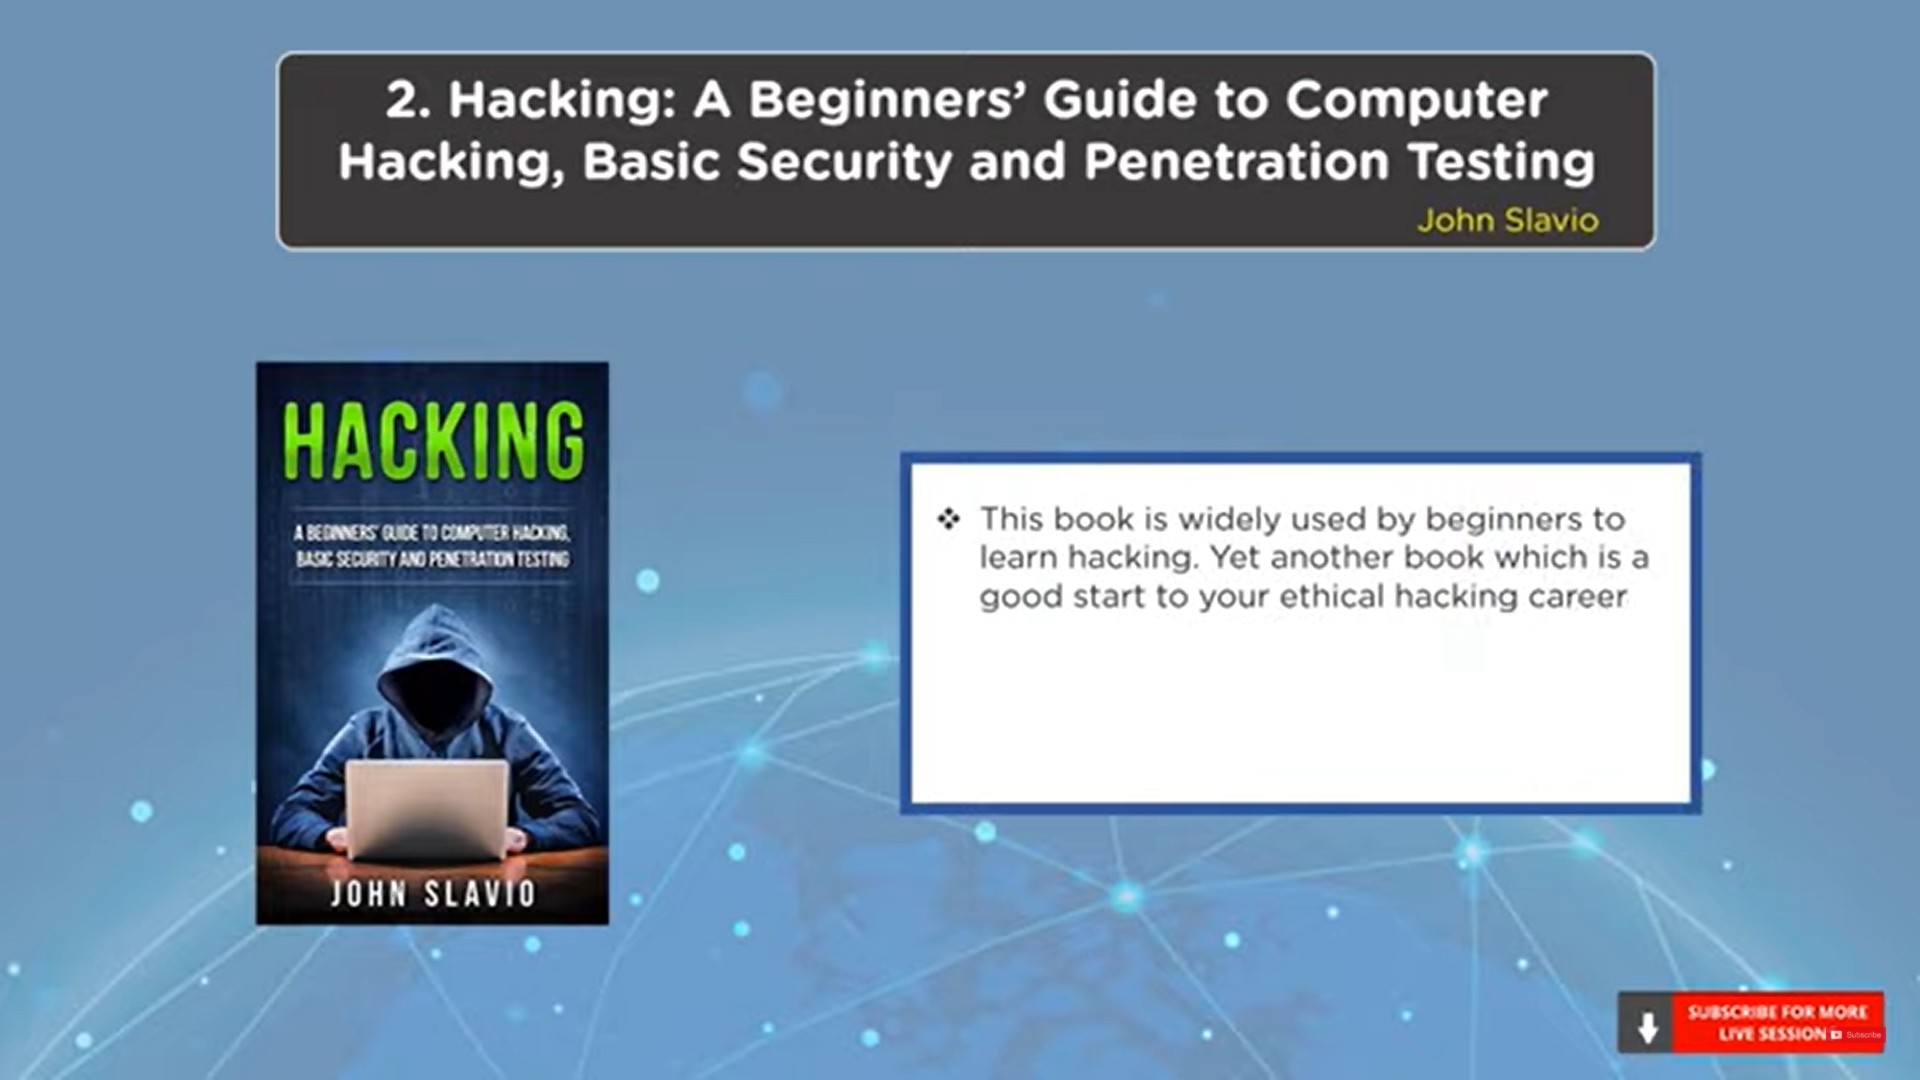 2. Hacking: A Beginners’ Guide to Computer
Hacking, Basic Security and Penetration Testing
John Slavio
HACKING
A BEGINNERS' GUIDE TO COMPUTER HACKING,
BASIC SECURITY AND PENETRATION TESTING
JOHN SLAVIO
❖ This book is widely used by beginners to
learn hacking. Yet another book which is a
good start to your ethical hacking career
SUBSCRIBE FOR MORE
LIVE SESSION
Subscribe